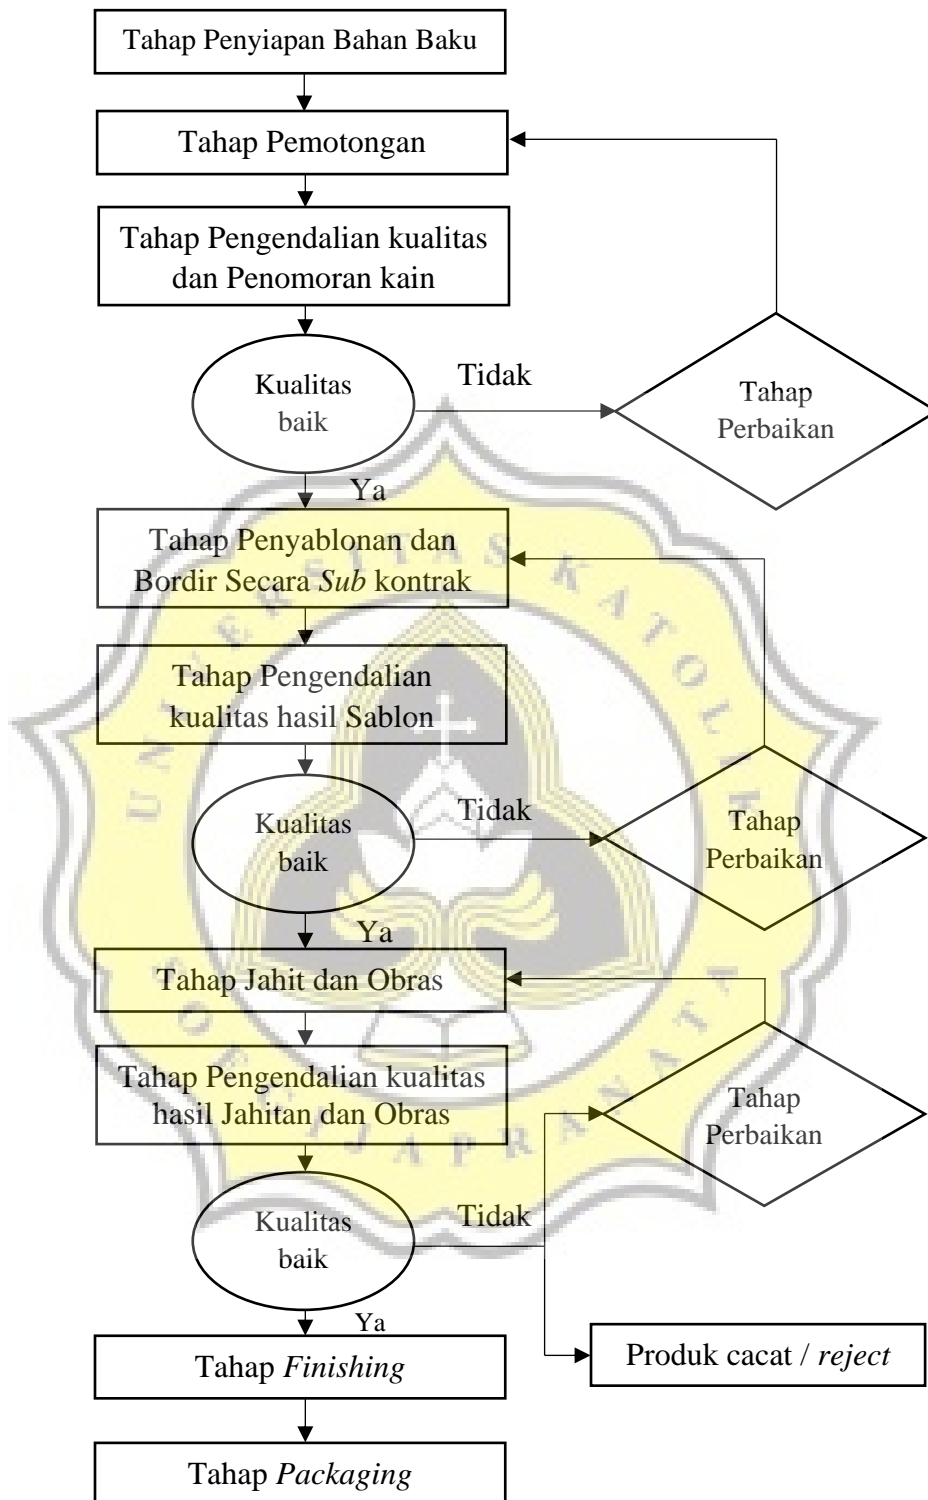 Tahap Penyiapan Bahan Baku
Tahap Pemotongan
Tahap Pengendalian kualitas
dan Penomoran kain
Kualitas
baik
Tidak
Tahap
Perbaikan
Ya
Tahap Penyablonan dan
Bordir Secara Sub kontrak
Tahap Pengendalian
kualitas hasil Sablon
Kualitas
baik
Tidak
Tahap
Perbaikan
Ya
Tahap Jahit dan Obras
Tahap Pengendalian kualitas
hasil Jahitan dan Obras
Tahap
Perbaikan
Kualitas
baik
Tidak
Ya
Tahap Finishing
Produk cacat / reject
Tahap Packaging
UNIVERSITAS KATOLIK
SOEGIJAPRANATA